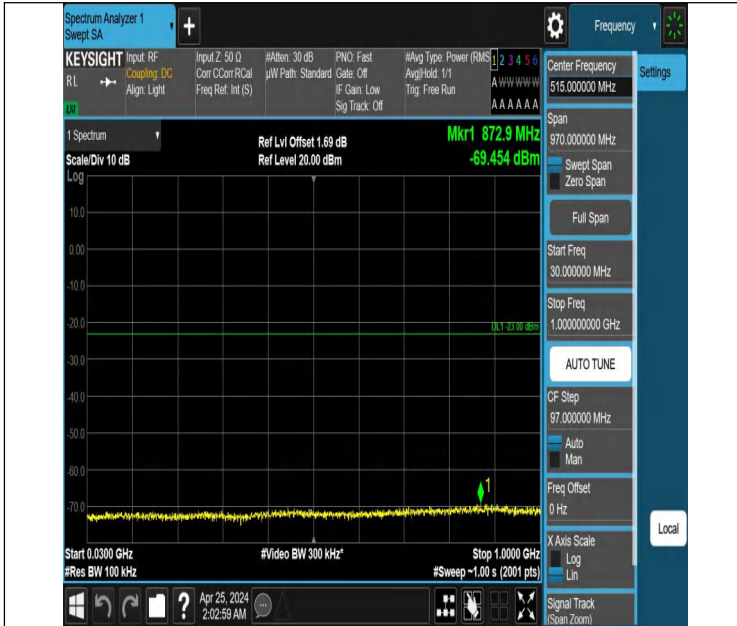 Spectrum Analyzer 1
Swept SA
+
Frequency
KEYSIGHT
RL
Input: RF
Coupling: DC
Align: Light
Input Z: 50 Ω
Corr CCorr RCal
Freq Ref: Int (S)
#Atten: 30 dB
µW Path: Standard
PNO: Fast
Gate: Off
IF Gain: Low
Sig Track: Off
#Avg Type: Power (RMS
Avg|Hold: 1/1
Trig: Free Run
1 2 3 4 5 6
A W W W W W
A A A A A A
Center Frequency
515.000000 MHz
Settings
Span
970.000000 MHz
Swept Span
Zero Span
Full Span
Start Freq
30.000000 MHz
Stop Freq
1.000000000 GHz
AUTO TUNE
CF Step
97.000000 MHz
Auto
Man
Freq Offset
0 Hz
X Axis Scale
Log
Lin
Signal Track
(Span Zoom)
Local
1 Spectrum
Scale/Div 10 dB
Log
Ref Lvl Offset 1.69 dB
Ref Level 20.00 dBm
Mkr1 872.9 MHz
-69.454 dBm
10.0
0.00
-10.0
-20.0
DL1 -23.00 dBm
-30.0
-40.0
-50.0
-60.0
1
-70.0
Start 0.0300 GHz
#Res BW 100 kHz
#Video BW 300 kHz*
Stop 1.0000 GHz
#Sweep ~1.00 s (2001 pts)
?
Apr 25, 2024
2:02:59 AM